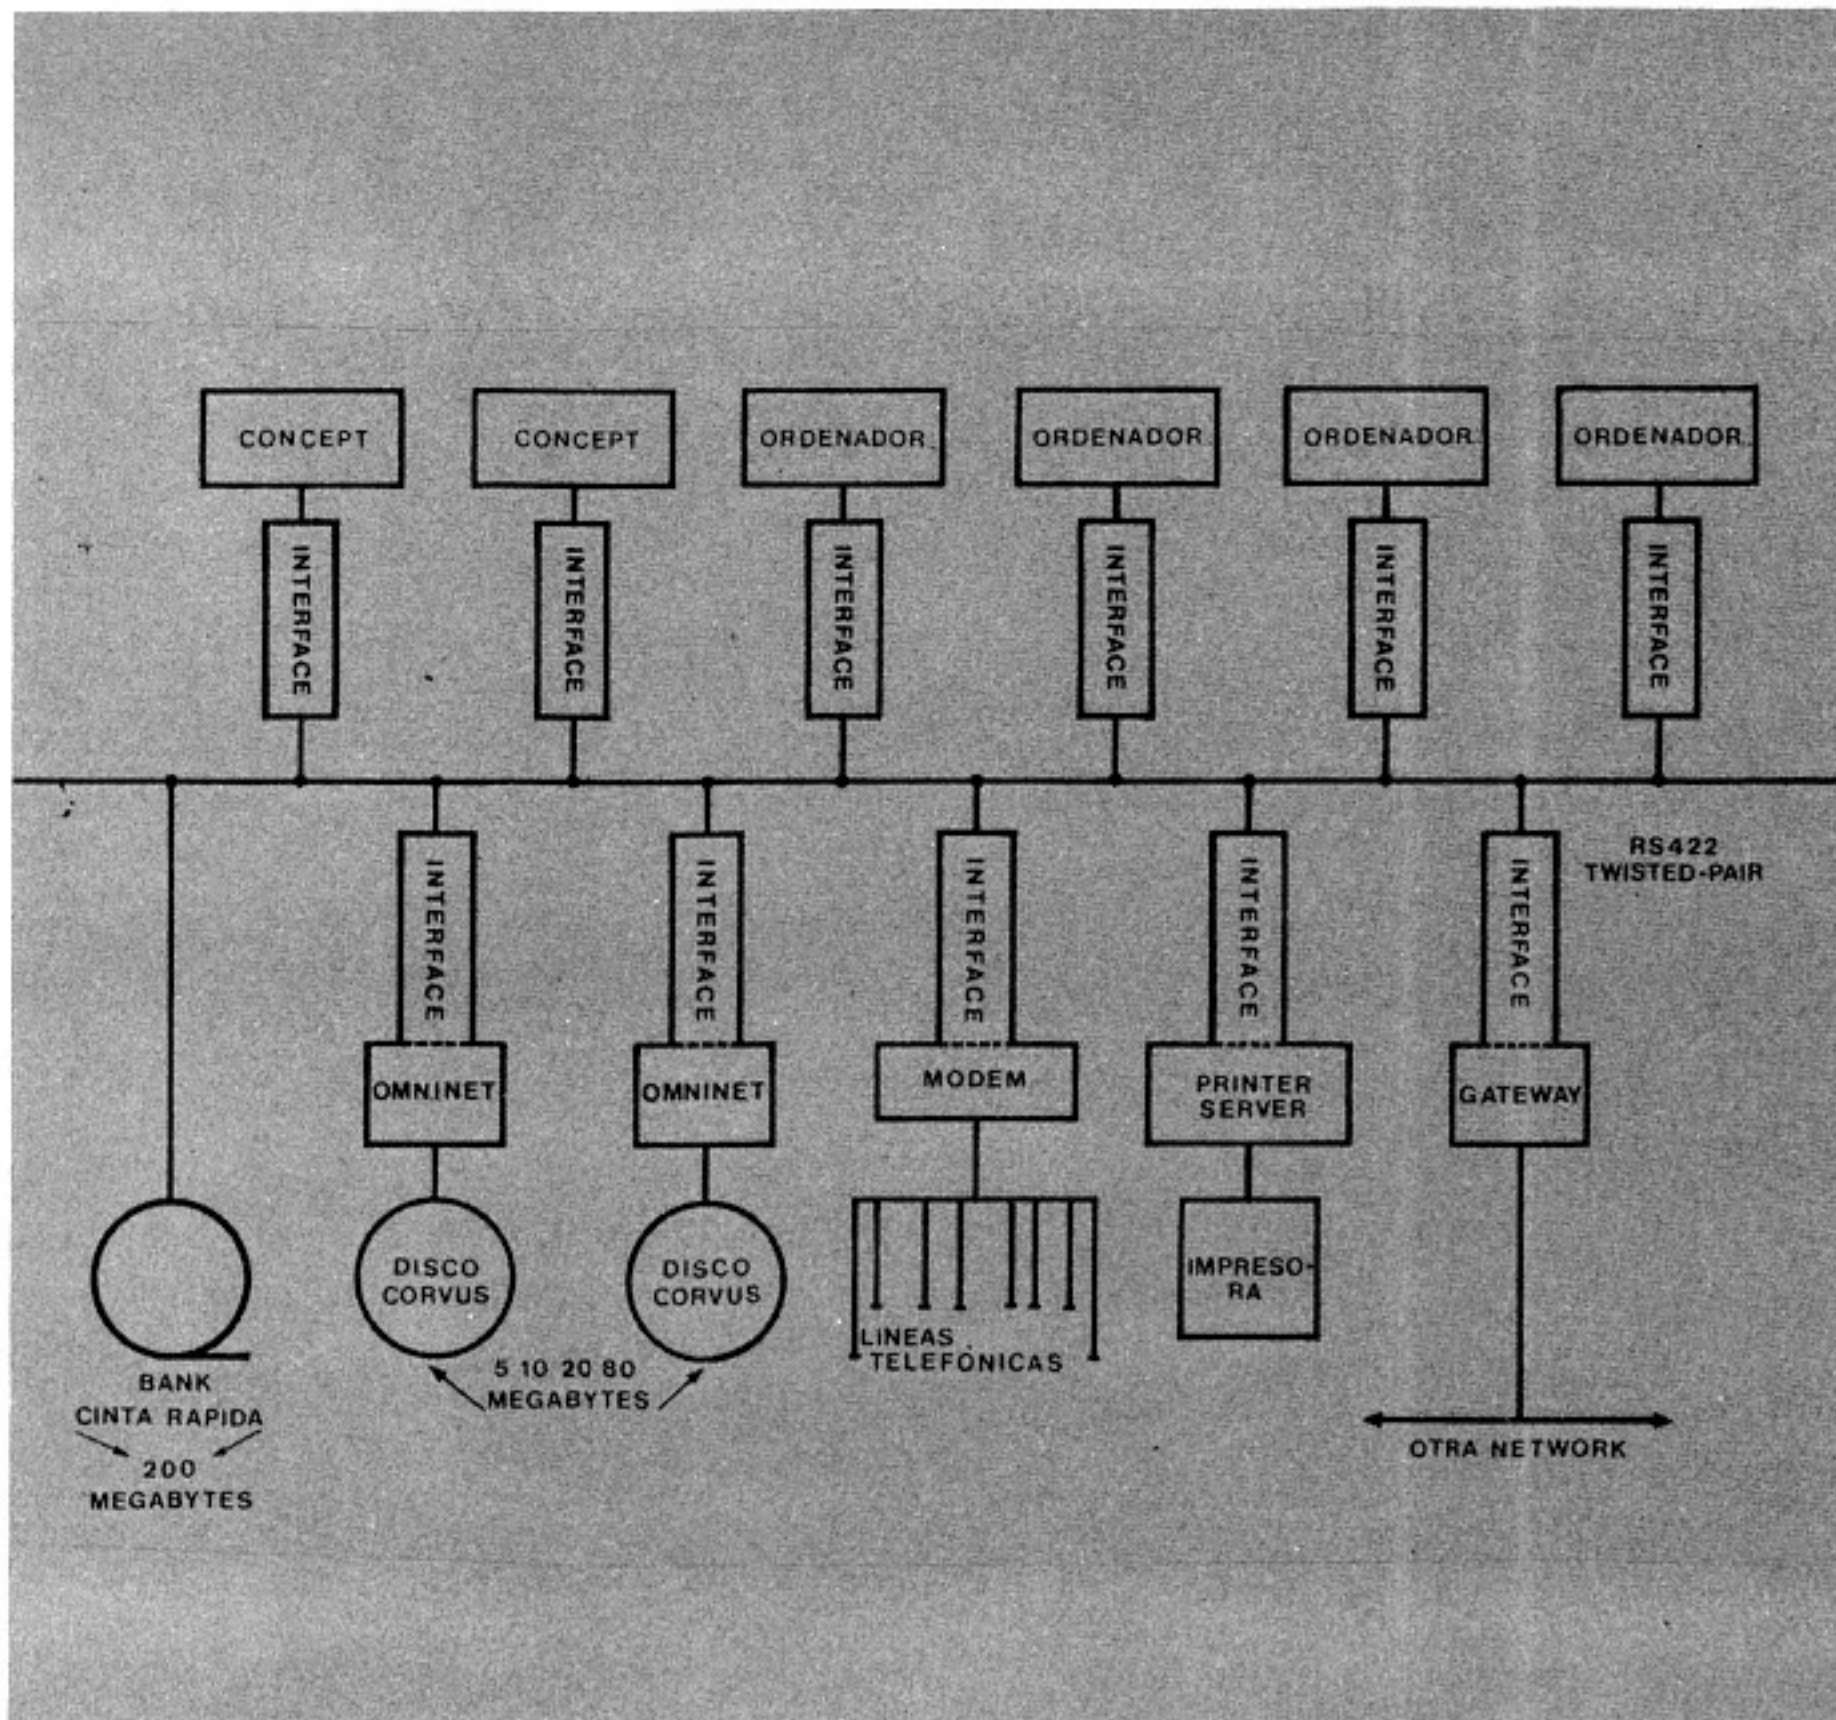 CONCEPT
CONCEPT
ORDENADOR
ORDENADOR
ORDENADOR
ORDENADOR
INTERFACE
INTERFACE
INTERFACE
INTERFACE
INTERFACE
INTERFACE
RS422
TWISTED-PAIR
INTERFACE
INTERFACE
INTERFACE
INTERFACE
INTERFACE
OMNINET
OMNINET
MODEM
PRINTER
SERVER
GATEWAY
DISCO
CORVUS
DISCO
CORVUS
IMPRESO-
RA
LINEAS
TELEFÓNICAS
5 10 20 80
MEGABYTES
BANK
CINTA RAPIDA
200
MEGABYTES
OTRA NETWORK